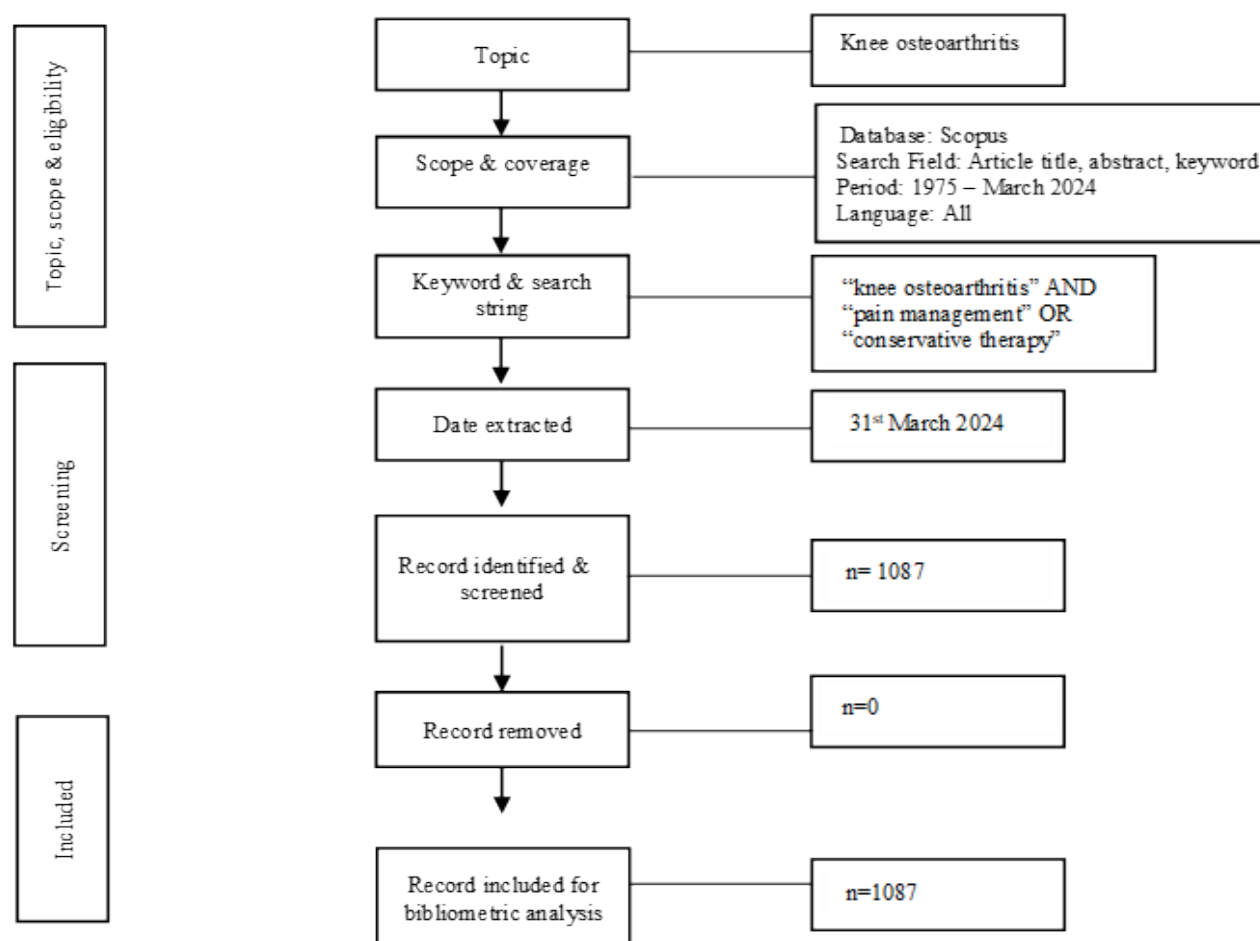 Topic, scope & eligibility
Topic
Knee osteoarthritis
Scope & coverage
Database: Scopus
Search Field: Article title, abstract, keyword
Period: 1975 – March 2024
Language: All
Keyword & search
string
“knee osteoarthritis” AND
“pain management” OR
“conservative therapy”
Screening
Date extracted
31st March 2024
Record identified &
screened
n= 1087
Record removed
n=0
Included
Record included for
bibliometric analysis
n=1087